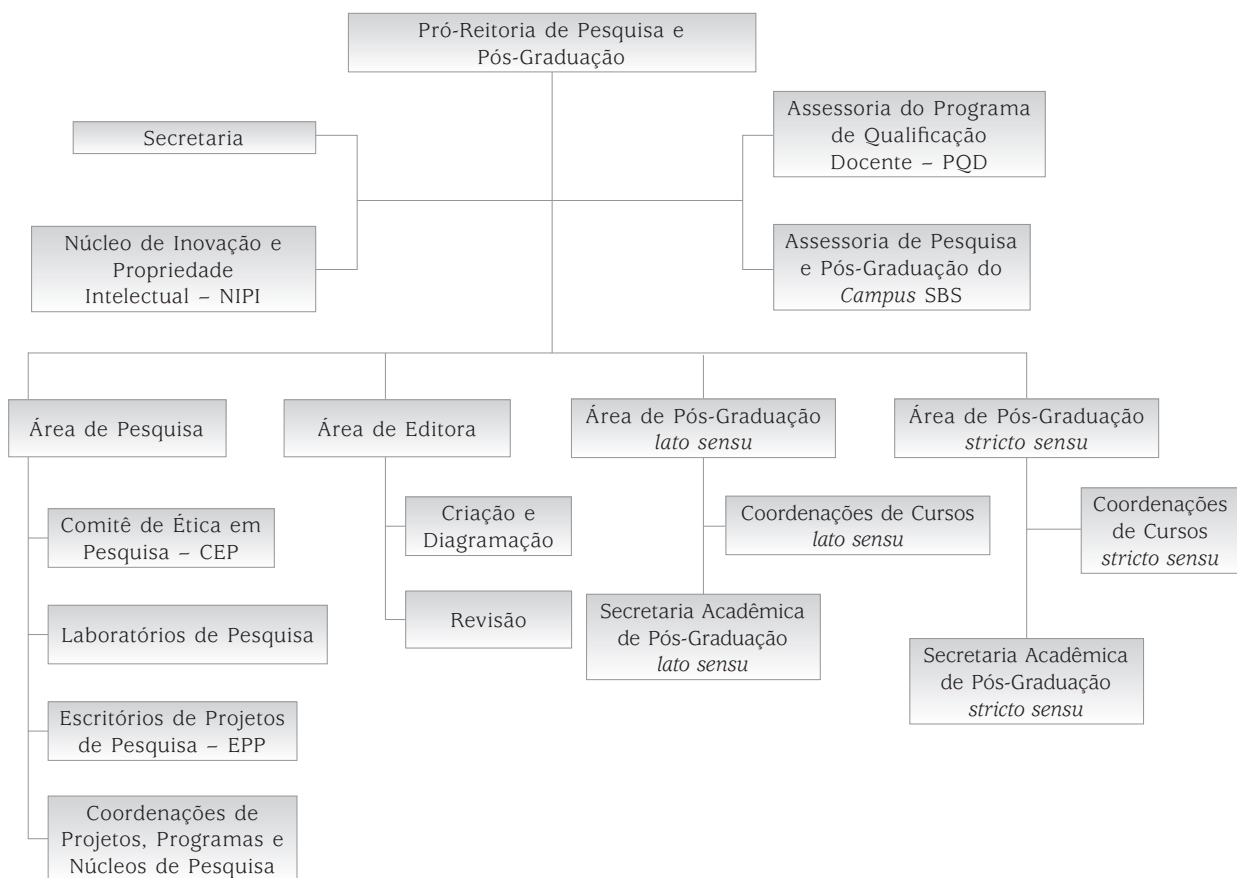 Pró-Reitoria de Pesquisa e
Pós-Graduação
Secretaria
Assessoria do Programa
de Qualificação
Docente – PQD
Núcleo de Inovação e
Propriedade
Intelectual – NIPI
Assessoria de Pesquisa
e Pós-Graduação do
Campus SBS
Área de Pesquisa
Área de Editora
Área de Pós-Graduação
lato sensu
Área de Pós-Graduação
stricto sensu
Comitê de Ética em
Pesquisa – CEP
Laboratórios de Pesquisa
Escritórios de Projetos
de Pesquisa – EPP
Coordenações de
Projetos, Programas e
Núcleos de Pesquisa
Criação e
Diagramação
Revisão
Coordenações de Cursos
lato sensu
Secretaria Acadêmica
de Pós-Graduação
lato sensu
Coordenações
de Cursos
stricto sensu
Secretaria Acadêmica
de Pós-Graduação
stricto sensu